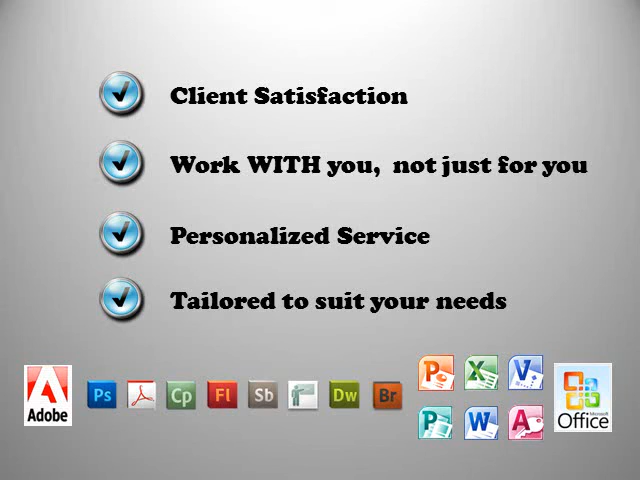 Client Satisfaction
Work WITH you,  not just for you
Personalized Service
Tailored to suit your needs
Adobe
Ps
Cp
Fl
Sb
Dw
Br
P
X
V
P
W
A
Microsoft
Office